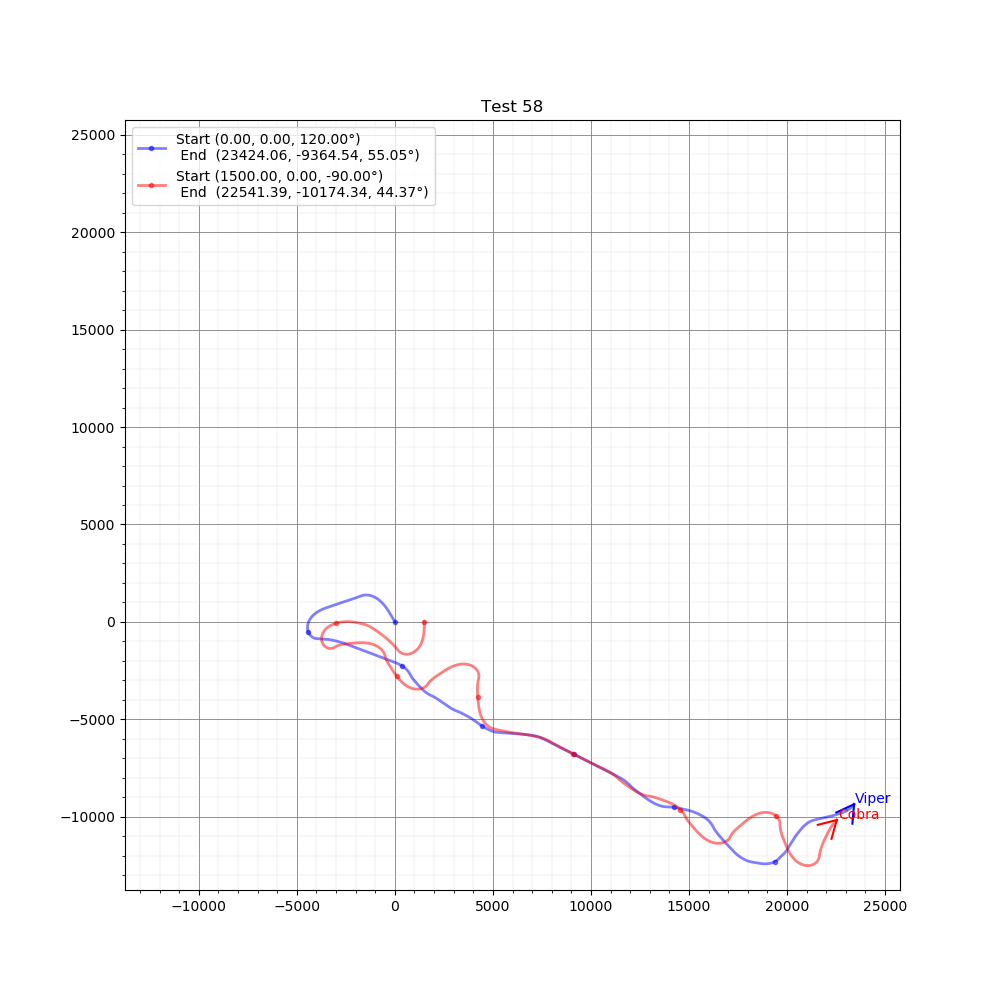 Test 58
Start (0.00, 0.00, 120.00°)
End  (23424.06, -9364.54, 55.05°)
Start (1500.00, 0.00, -90.00°)
End  (22541.39, -10174.34, 44.37°)
25000
20000
15000
10000
5000
0
−5000
−10000
Viper
Cobra
−10000 −5000 0 5000 10000 15000 20000 25000